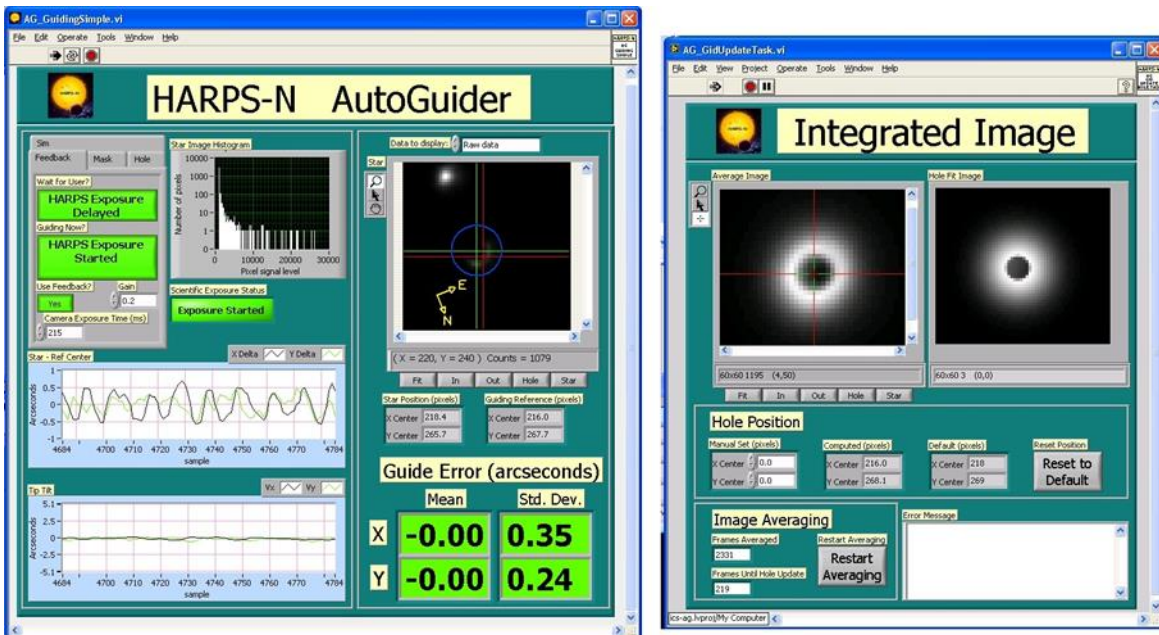 AG_GuidingSimple.vi
File Edit Operate Tools Window Help
HARPS-N AutoGuider
Sim
Feedback Mask Hole
Wait for User?
HARPS Exposure
Delayed
Guiding Now?
HARPS Exposure
Started
Use Feedback? Gain
Yes 0.2
Camera Exposure Time (ms)
215
Star Image Histogram
Number of pixels
10000
1000
100
10
1
0
0 10000 20000 30000
Pixel signal level
Scientific Exposure Status
Exposure Started
Star - Ref Center
X Delta Y Delta
Arcseconds
1
0.5
0
-0.5
-1
4684 4700 4710 4720 4730 4740 4750 4760 4770 4784
sample
Tip Tilt
Vx Vy
Arcseconds
5.1
2.5
0
-2.5
-5.1
4684 4700 4710 4720 4730 4740 4750 4760 4770 4784
sample
Data to display: Raw data
Star
E
N
( X = 220, Y = 240 ) Counts = 1079
Fit In Out Hole Star
Star Position (pixels) Guiding Reference (pixels)
X Center 218.4 X Center 216.0
Y Center 265.7 Y Center 267.7
Guide Error (arcseconds)
Mean Std. Dev.
X -0.00 0.35
Y -0.00 0.24
AG_GidUpdateTask.vi
File Edit View Project Operate Tools Window Help
Integrated Image
Average Image Hole Fit Image
60x60 1195 (4,50) 60x60 3 (0,0)
Fit In Out Hole Star
Hole Position
Manual Set (pixels) Computed (pixels) Default (pixels) Reset Position
X Center 0.0 X Center 216.0 X Center 218 Reset to
Y Center 0.0 Y Center 268.1 Y Center 269 Default
Image Averaging
Frames Averaged Restart Averaging
2331 Restart
Averaging
Frames Until Hole Update
219
Error Message
ics-ag.lvproj/My Computer